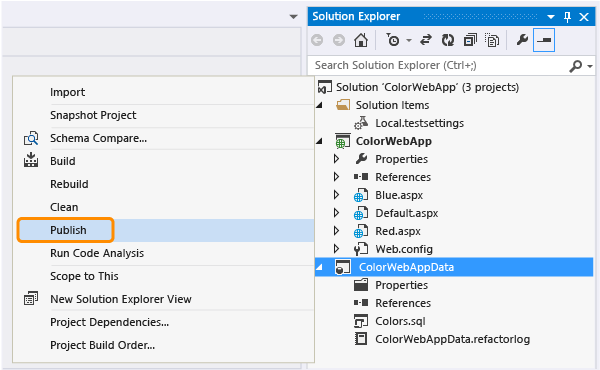 Solution Explorer
Search Solution Explorer (Ctrl+;)
Import
Snapshot Project
Schema Compare...
Build
Rebuild
Clean
Publish
Run Code Analysis
Scope to This
New Solution Explorer View
Project Dependencies...
Project Build Order...
Solution 'ColorWebApp' (3 projects)
Solution Items
Local.testsettings
ColorWebApp
Properties
References
Blue.aspx
Default.aspx
Red.aspx
Web.config
ColorWebAppData
Properties
References
Colors.sql
ColorWebAppData.refactorlog